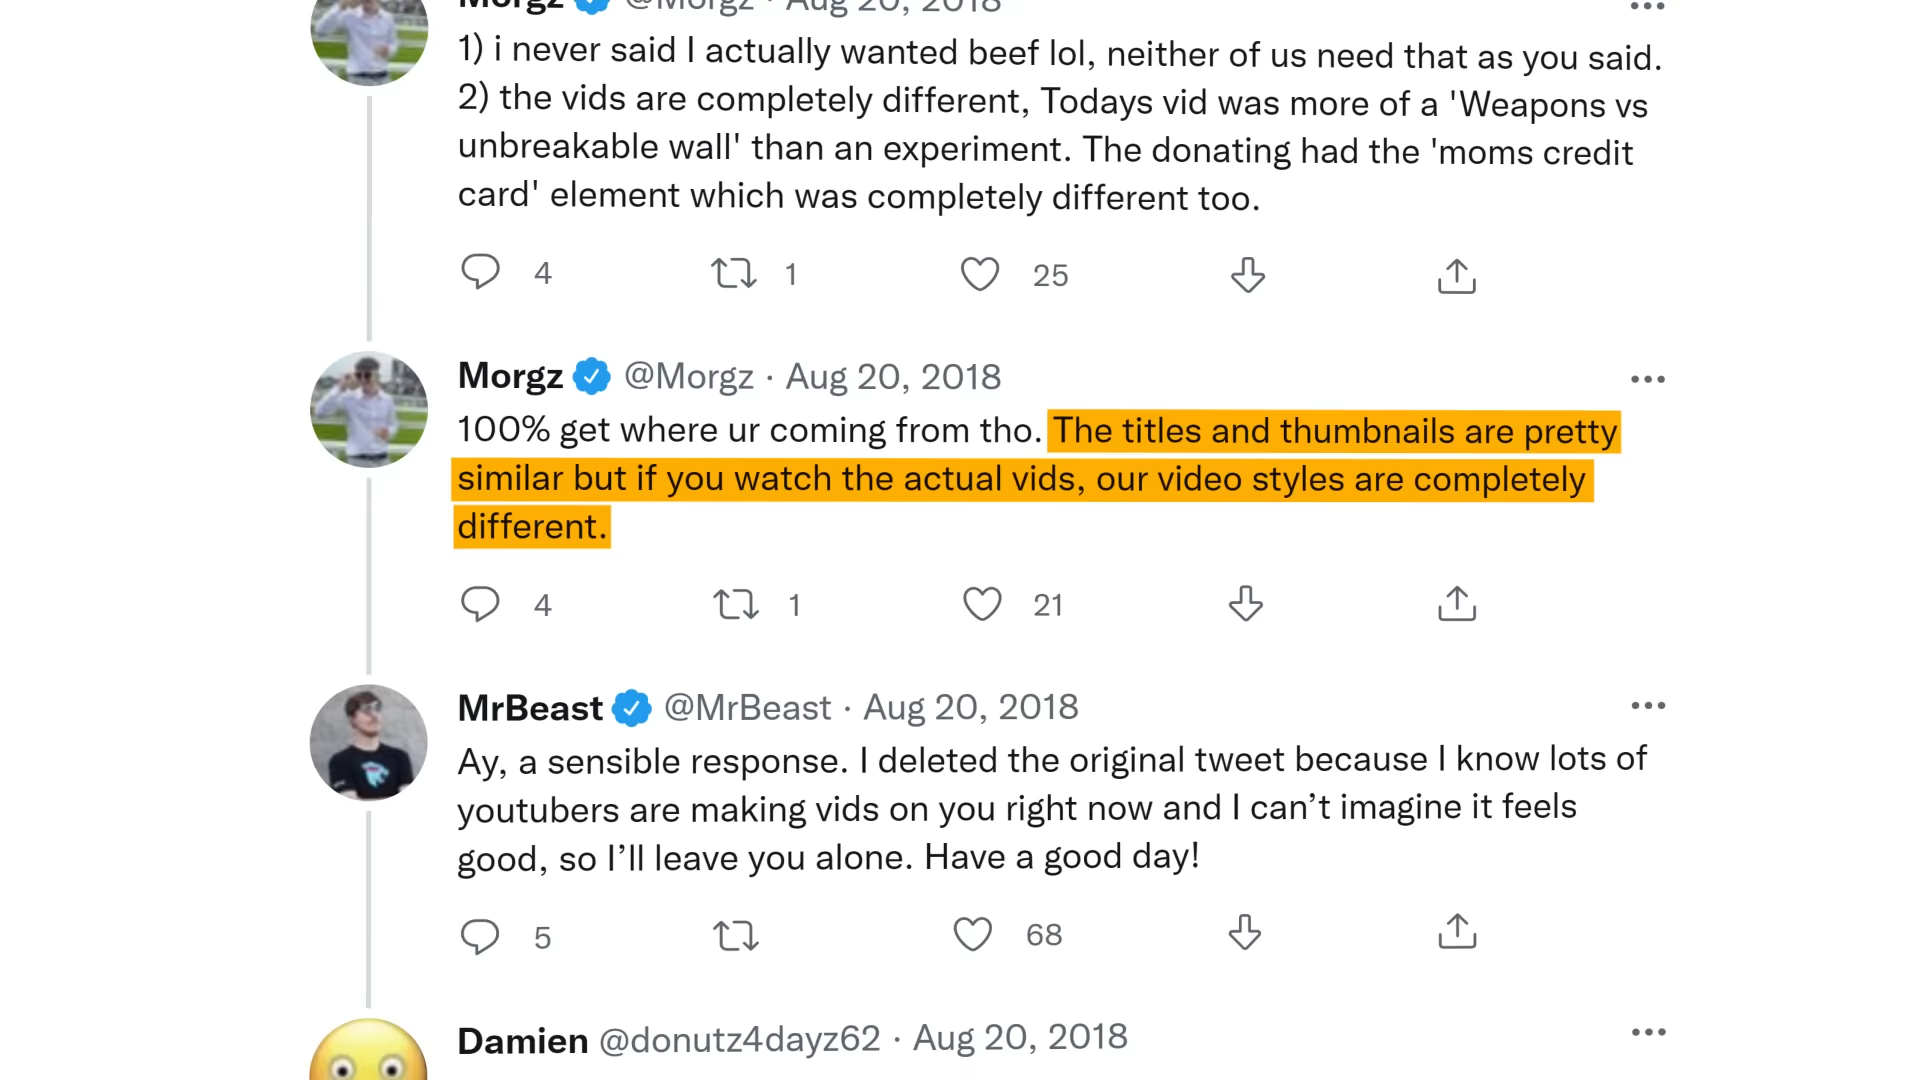 Morgz @Morgz · Aug 20, 2018
1) i never said I actually wanted beef lol, neither of us need that as you said.
2) the vids are completely different, Todays vid was more of a 'Weapons vs
unbreakable wall' than an experiment. The donating had the 'moms credit
card' element which was completely different too.
4 1 25
Morgz @Morgz · Aug 20, 2018
100% get where ur coming from tho. The titles and thumbnails are pretty
similar but if you watch the actual vids, our video styles are completely
different.
4 1 21
MrBeast @MrBeast · Aug 20, 2018
Ay, a sensible response. I deleted the original tweet because I know lots of
youtubers are making vids on you right now and I can’t imagine it feels
good, so I’ll leave you alone. Have a good day!
5 68
Damien @donutz4dayz62 · Aug 20, 2018